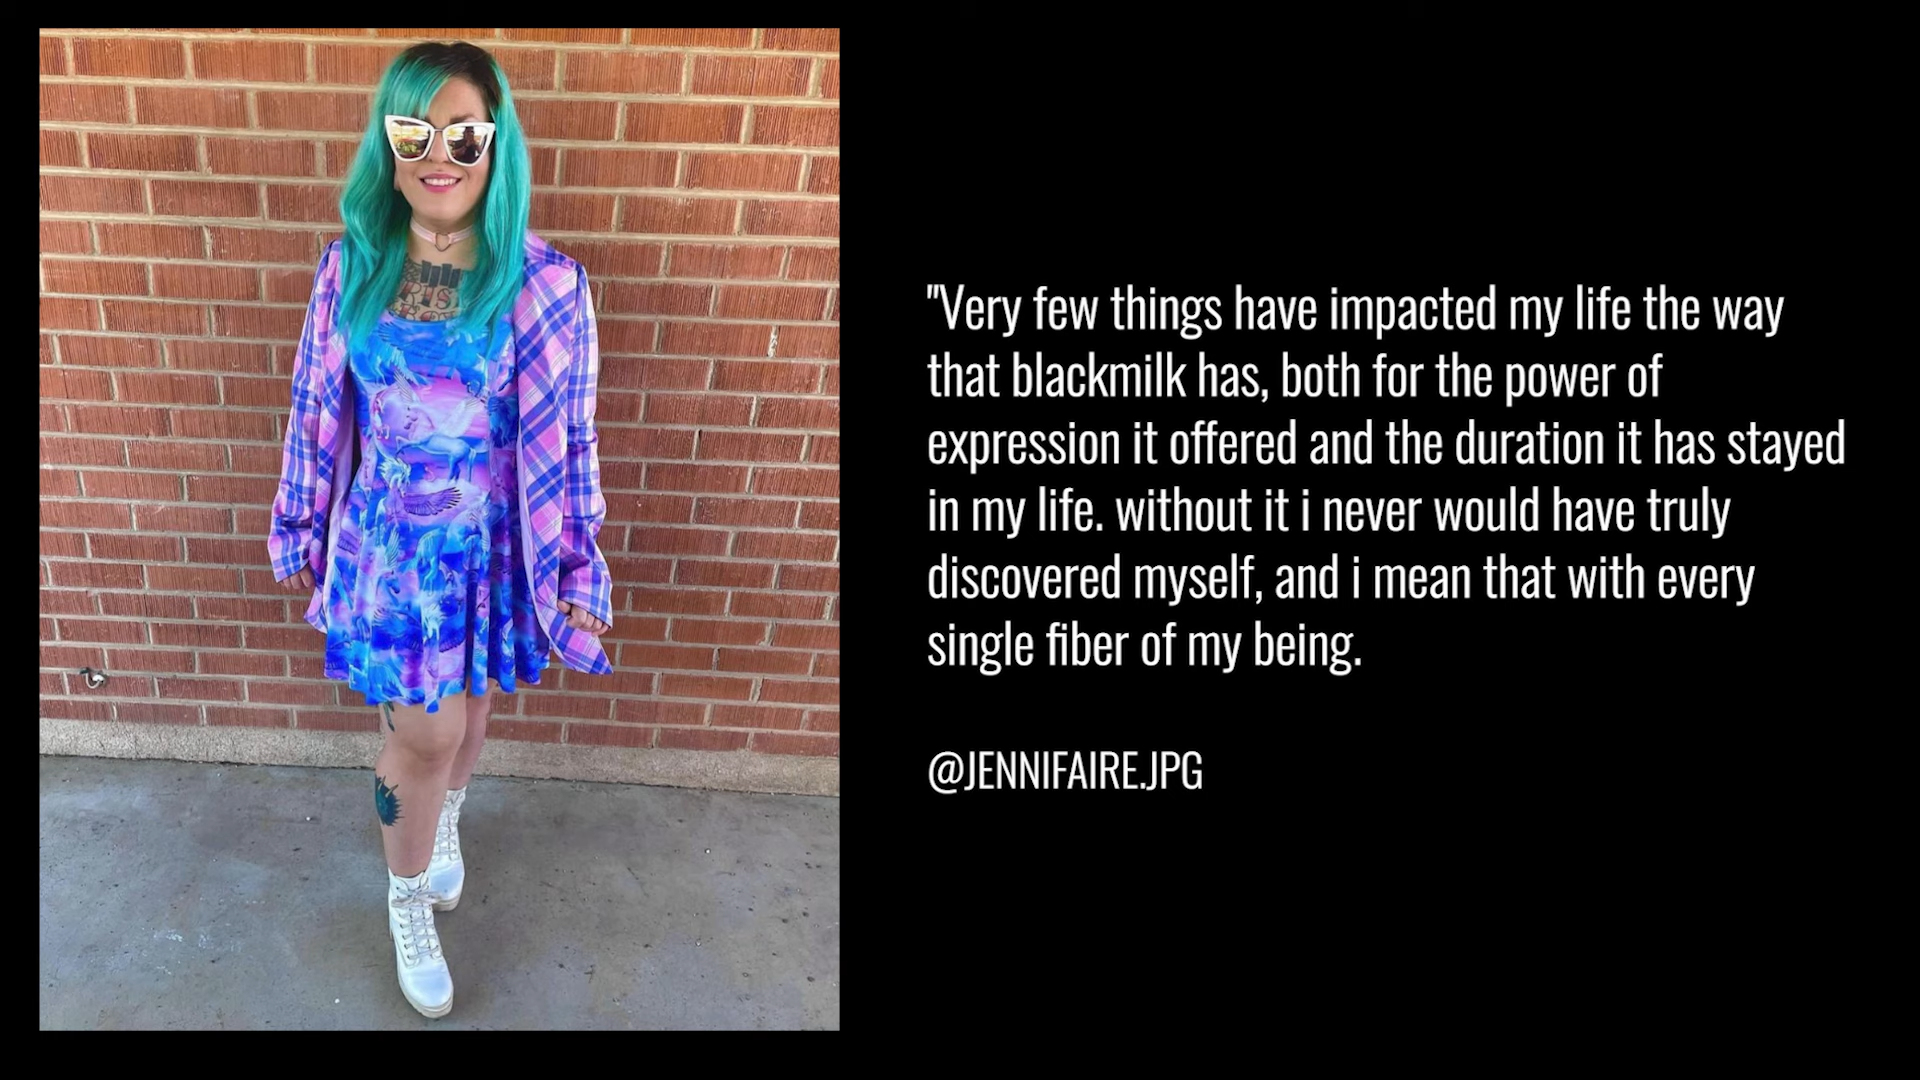 "Very few things have impacted my life the way
that blackmilk has, both for the power of
expression it offered and the duration it has stayed
in my life. without it i never would have truly
discovered myself, and i mean that with every
single fiber of my being.
@JENNIFAIRE.JPG